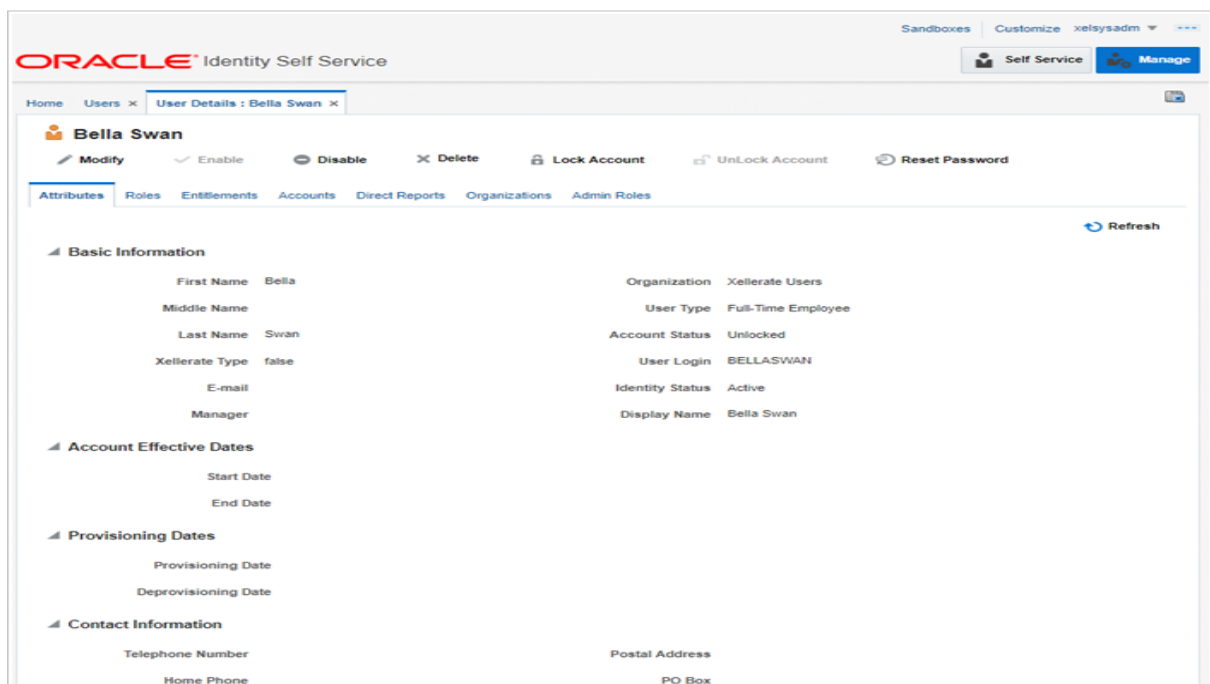 Sandboxes Customize xelsysadm
ORACLE Identity Self Service
Self Service Manage
Home Users × User Details : Bella Swan ×
Bella Swan
Modify Enable Disable Delete Lock Account UnLock Account Reset Password
Attributes Roles Entitlements Accounts Direct Reports Organizations Admin Roles
Refresh
Basic Information
First Name Bella Organization Xellerate Users
Middle Name User Type Full-Time Employee
Last Name Swan Account Status Unlocked
Xellerate Type false User Login BELLASWAN
E-mail Identity Status Active
Manager Display Name Bella Swan
Account Effective Dates
Start Date
End Date
Provisioning Dates
Provisioning Date
Deprovisioning Date
Contact Information
Telephone Number Postal Address
Home Phone PO Box